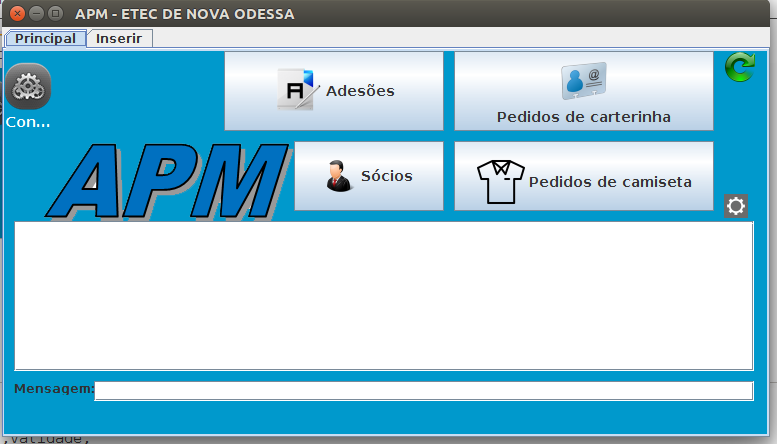 APM - ETEC DE NOVA ODESSA
Principal
Inserir
Con...
Adesões
@
Pedidos de carterinha
APM
A
Sócios
Pedidos de camiseta
Mensagem:
,validade,